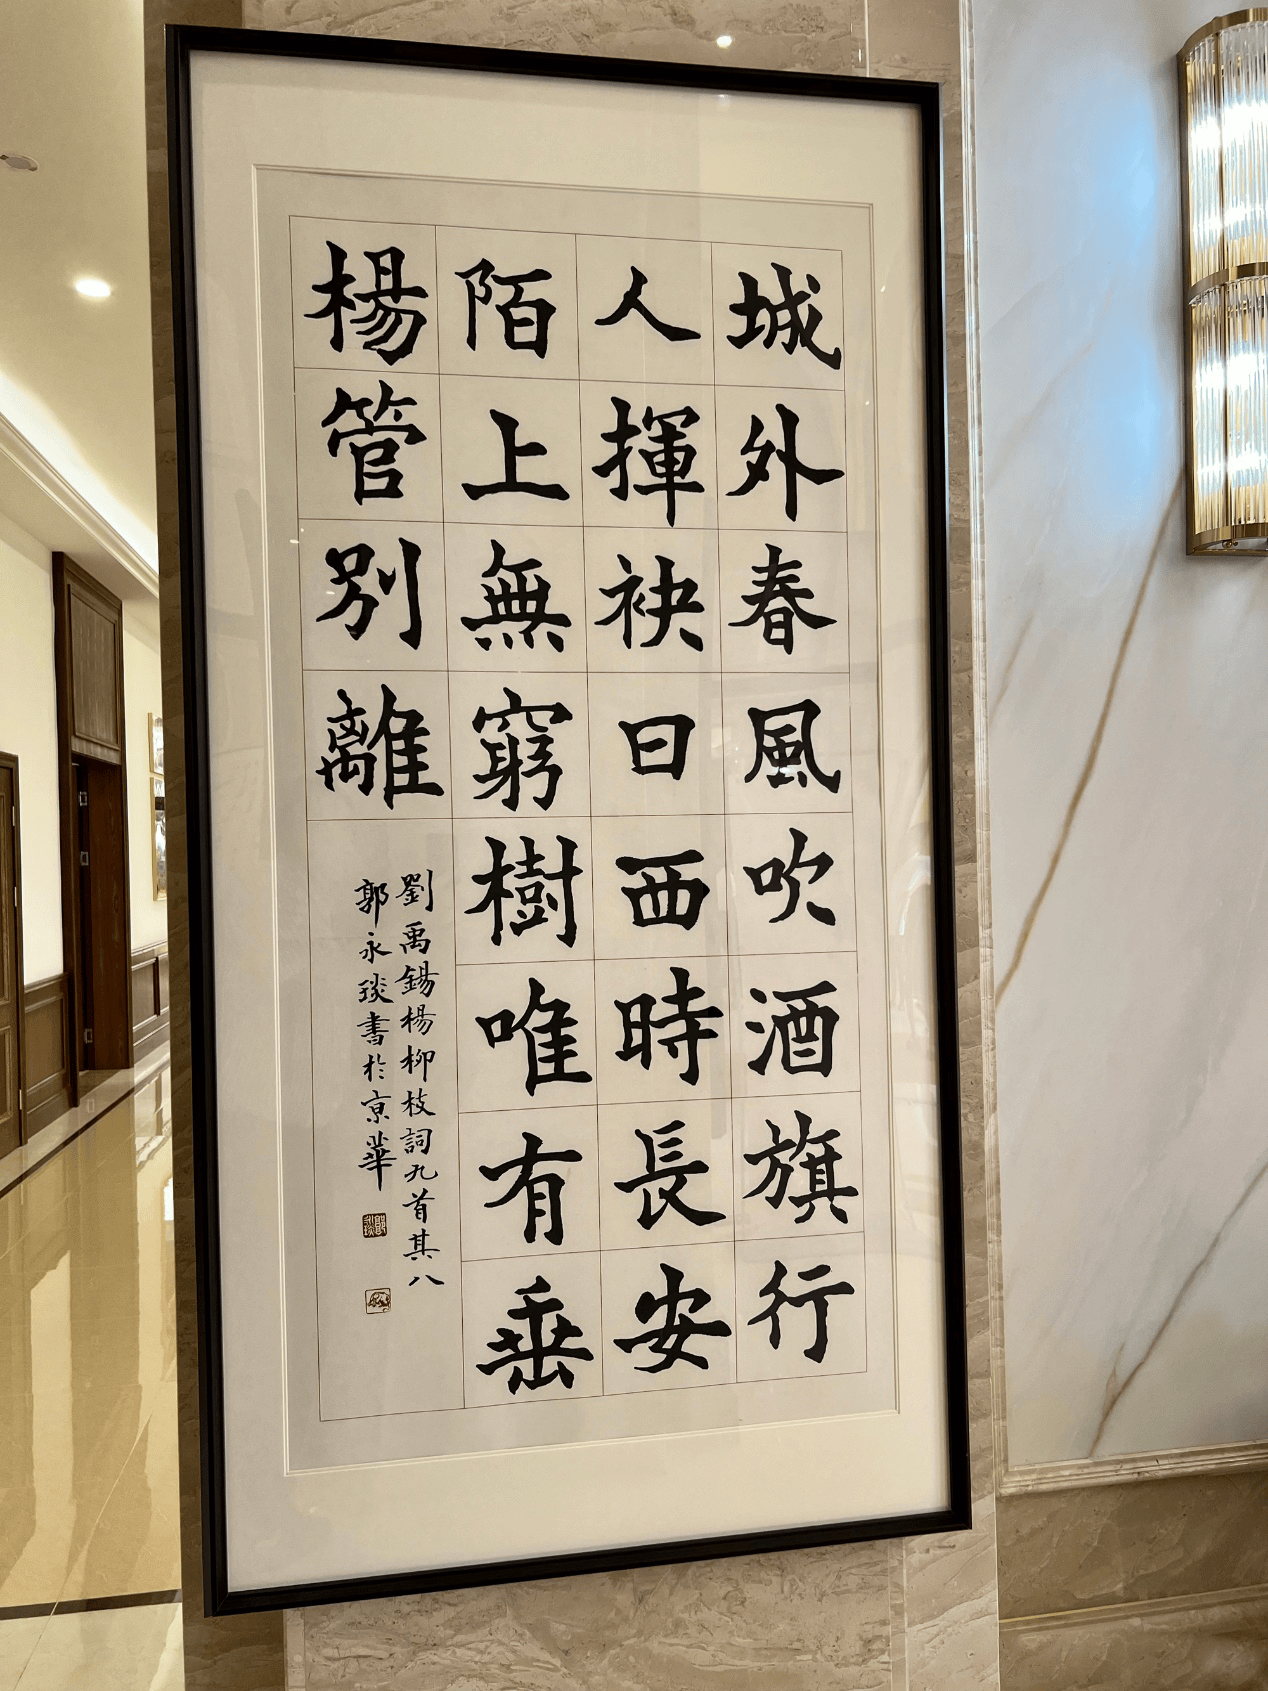 城外春風吹酒旗行
人揮袂日西時長安
陌上無窮樹唯有垂
楊管別離
劉禹錫楊柳枝詞九首其八
郭永琰書於京華